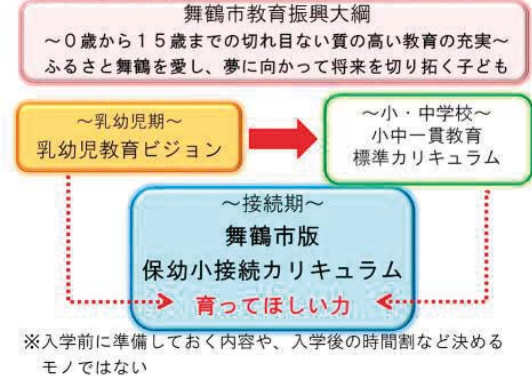 舞鶴市教育振興大綱
～０歳から１５歳までの切れ目ない質の高い教育の充実～
ふるさと舞鶴を愛し、夢に向かって将来を切り拓く子ども
～乳幼児期～
乳幼児教育ビジョン
～小・中学校～
小中一貫教育
標準カリキュラム
～接続期～
舞鶴市版
保幼小接続カリキュラム
育ってほしい力
※入学前に準備しておく内容や、入学後の時間割など決める
モノではない